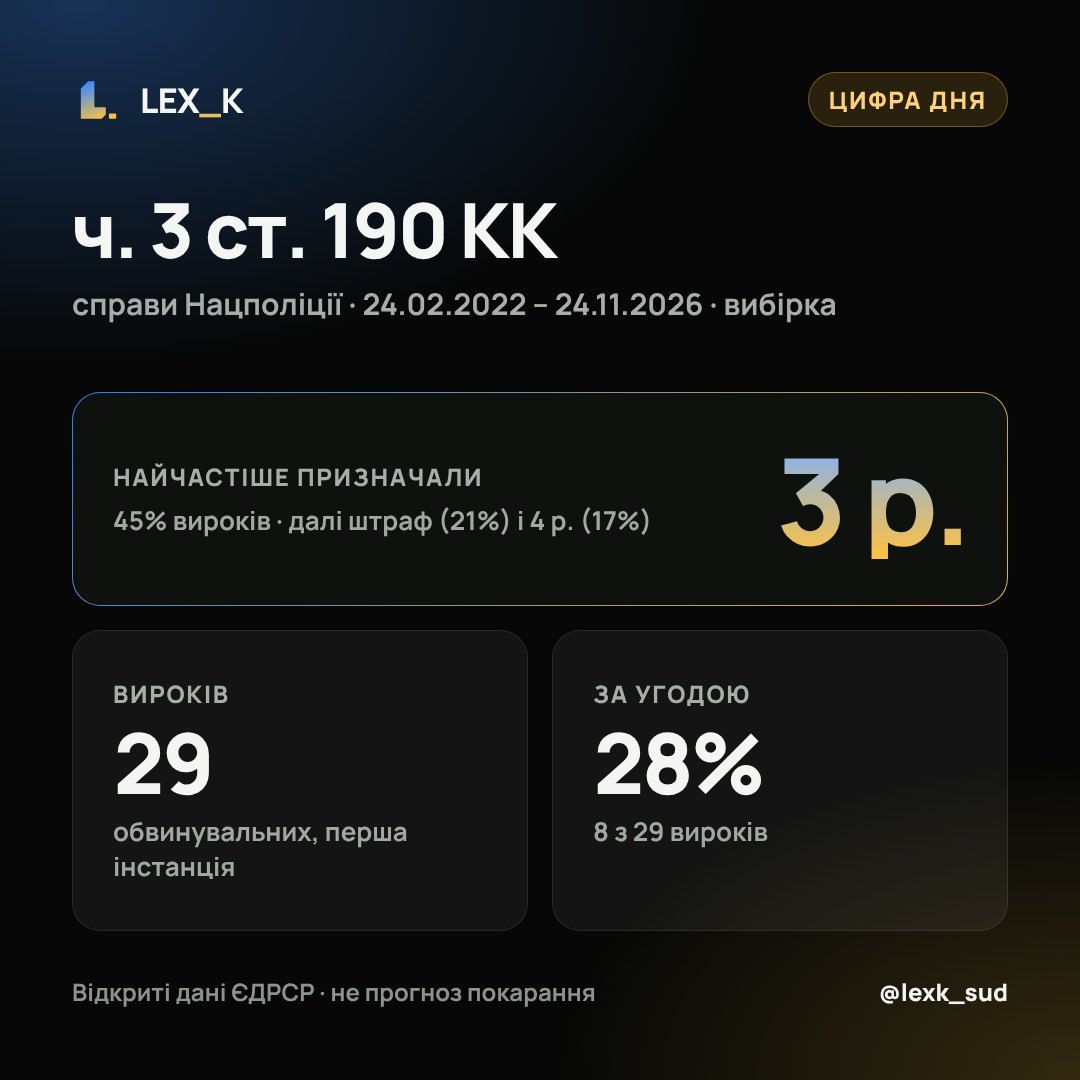 LEX_K
ЦИФРА ДНЯ
ч. 3 ст. 190 КК
справи Нацполіції · 24.02.2022 – 24.11.2026 · вибірка
НАЙЧАСТІШЕ ПРИЗНАЧАЛИ
45% вироків · далі штраф (21%) і 4 р. (17%)
3 р.
ВИРОКІВ
29
обвинувальних, перша
інстанція
ЗА УГОДОЮ
28%
8 з 29 вироків
Відкриті дані ЄДРСР · не прогноз покарання
@lexk_sud